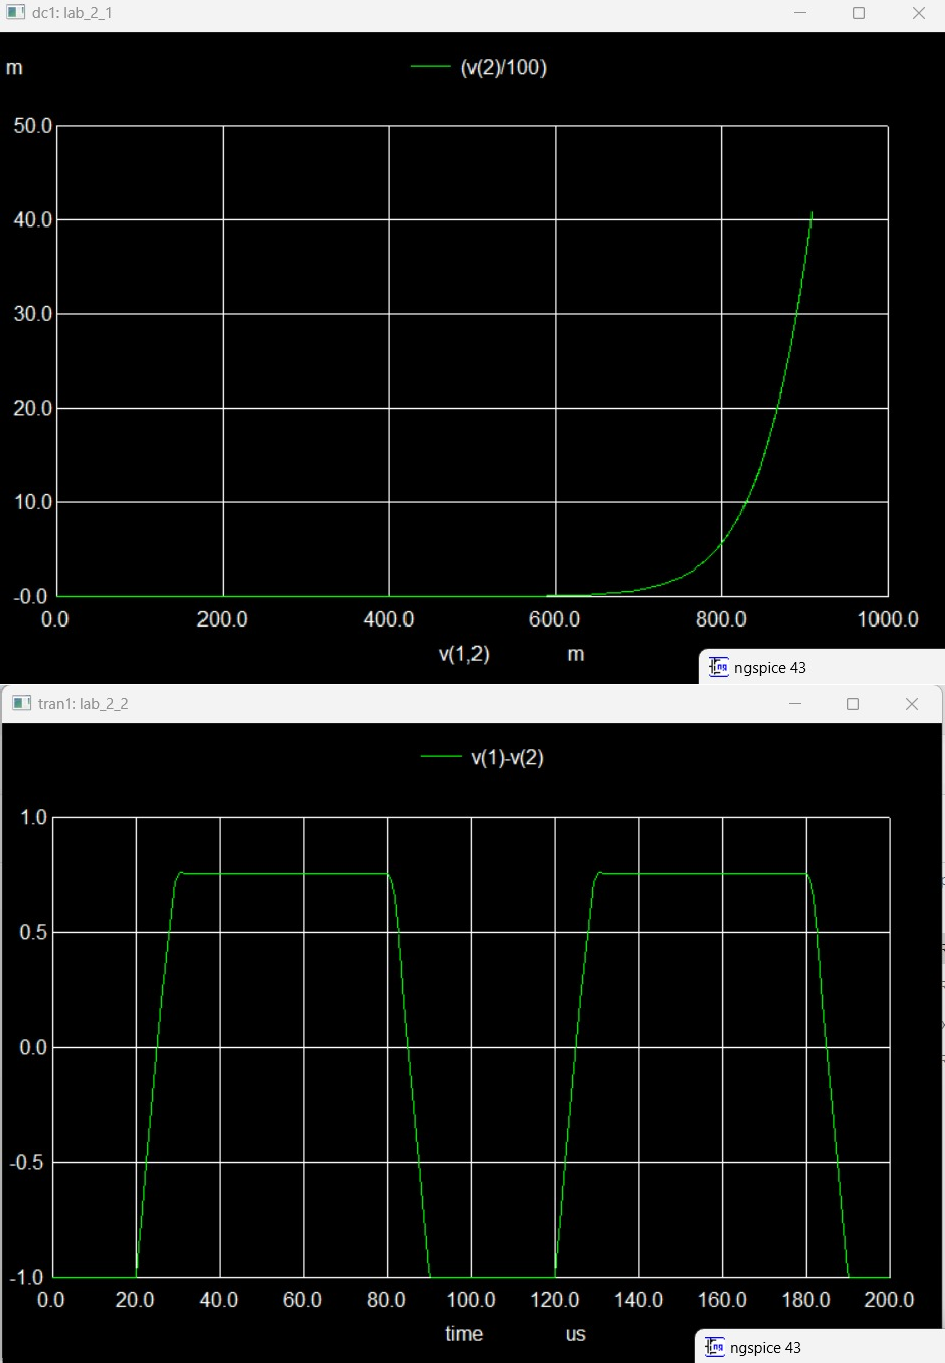 dc1: lab_2_1
m
(v(2)/100)
50.0
40.0
30.0
20.0
10.0
-0.0
0.0 200.0 400.0 600.0 800.0 1000.0
v(1,2) m
ngspice 43
tran1: lab_2_2
v(1)-v(2)
1.0
0.5
0.0
-0.5
-1.0
0.0 20.0 40.0 60.0 80.0 100.0 120.0 140.0 160.0 180.0 200.0
time us
ngspice 43